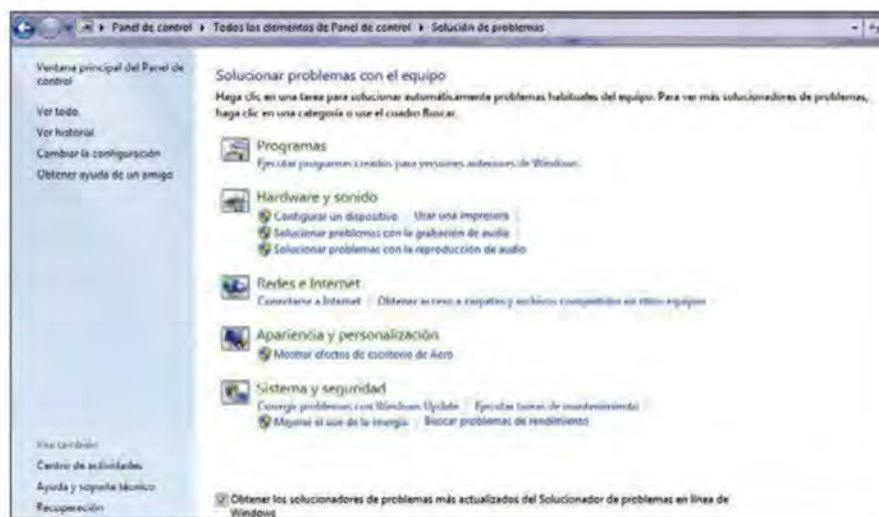 Panel de control ▸ Todos los elementos de Panel de control ▸ Solución de problemas
Ventana principal del Panel de
control
Ver todo
Ver historial
Cambiar la configuración
Obtener ayuda de un amigo
Vea también
Centro de actividades
Ayuda y soporte técnico
Recuperación
Solucionar problemas con el equipo
Haga clic en una tarea para solucionar automáticamente problemas habituales del equipo. Para ver más solucionadores de problemas,
haga clic en una categoría o use el cuadro Buscar.
Programas
Ejecutar programas creados para versiones anteriores de Windows
Hardware y sonido
Configurar un dispositivo | Usar una impresora
Solucionar problemas con la grabación de audio
Solucionar problemas con la reproducción de audio
Redes e Internet
Conectarse a Internet | Obtener acceso a carpetas y archivos compartidos en otros equipos
Apariencia y personalización
Mostrar efectos de escritorio de Aero
Sistema y seguridad
Corregir problemas con Windows Update | Ejecutar tareas de mantenimiento
Mejorar el uso de la energía | Buscar problemas de rendimiento
Obtener los solucionadores de problemas más actualizados del Solucionador de problemas en línea de
Windows